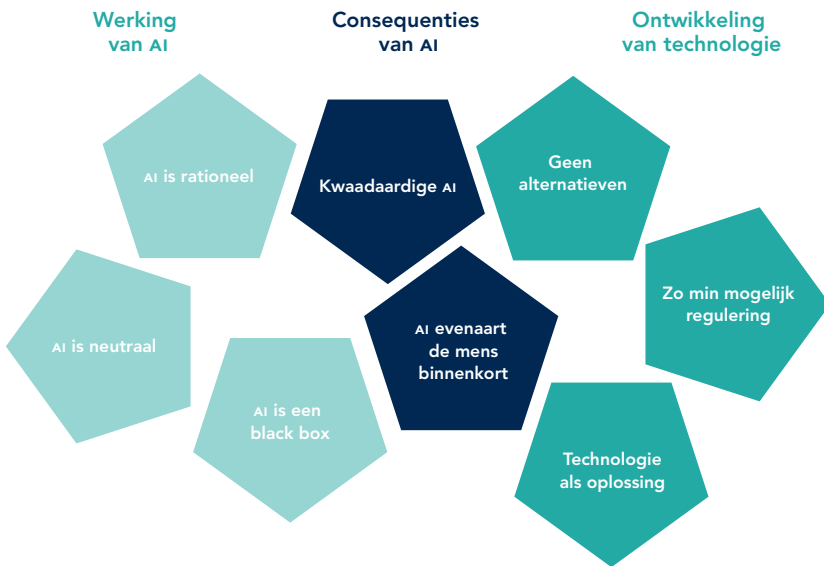 Werking
van AI
Consequenties
van AI
Ontwikkeling
van technologie
AI is rationeel
Kwaadaardige AI
Geen
alternatieven
Zo min mogelijk
regulering
AI is neutraal
AI evenaart
de mens
binnenkort
AI is een
black box
Technologie
als oplossing